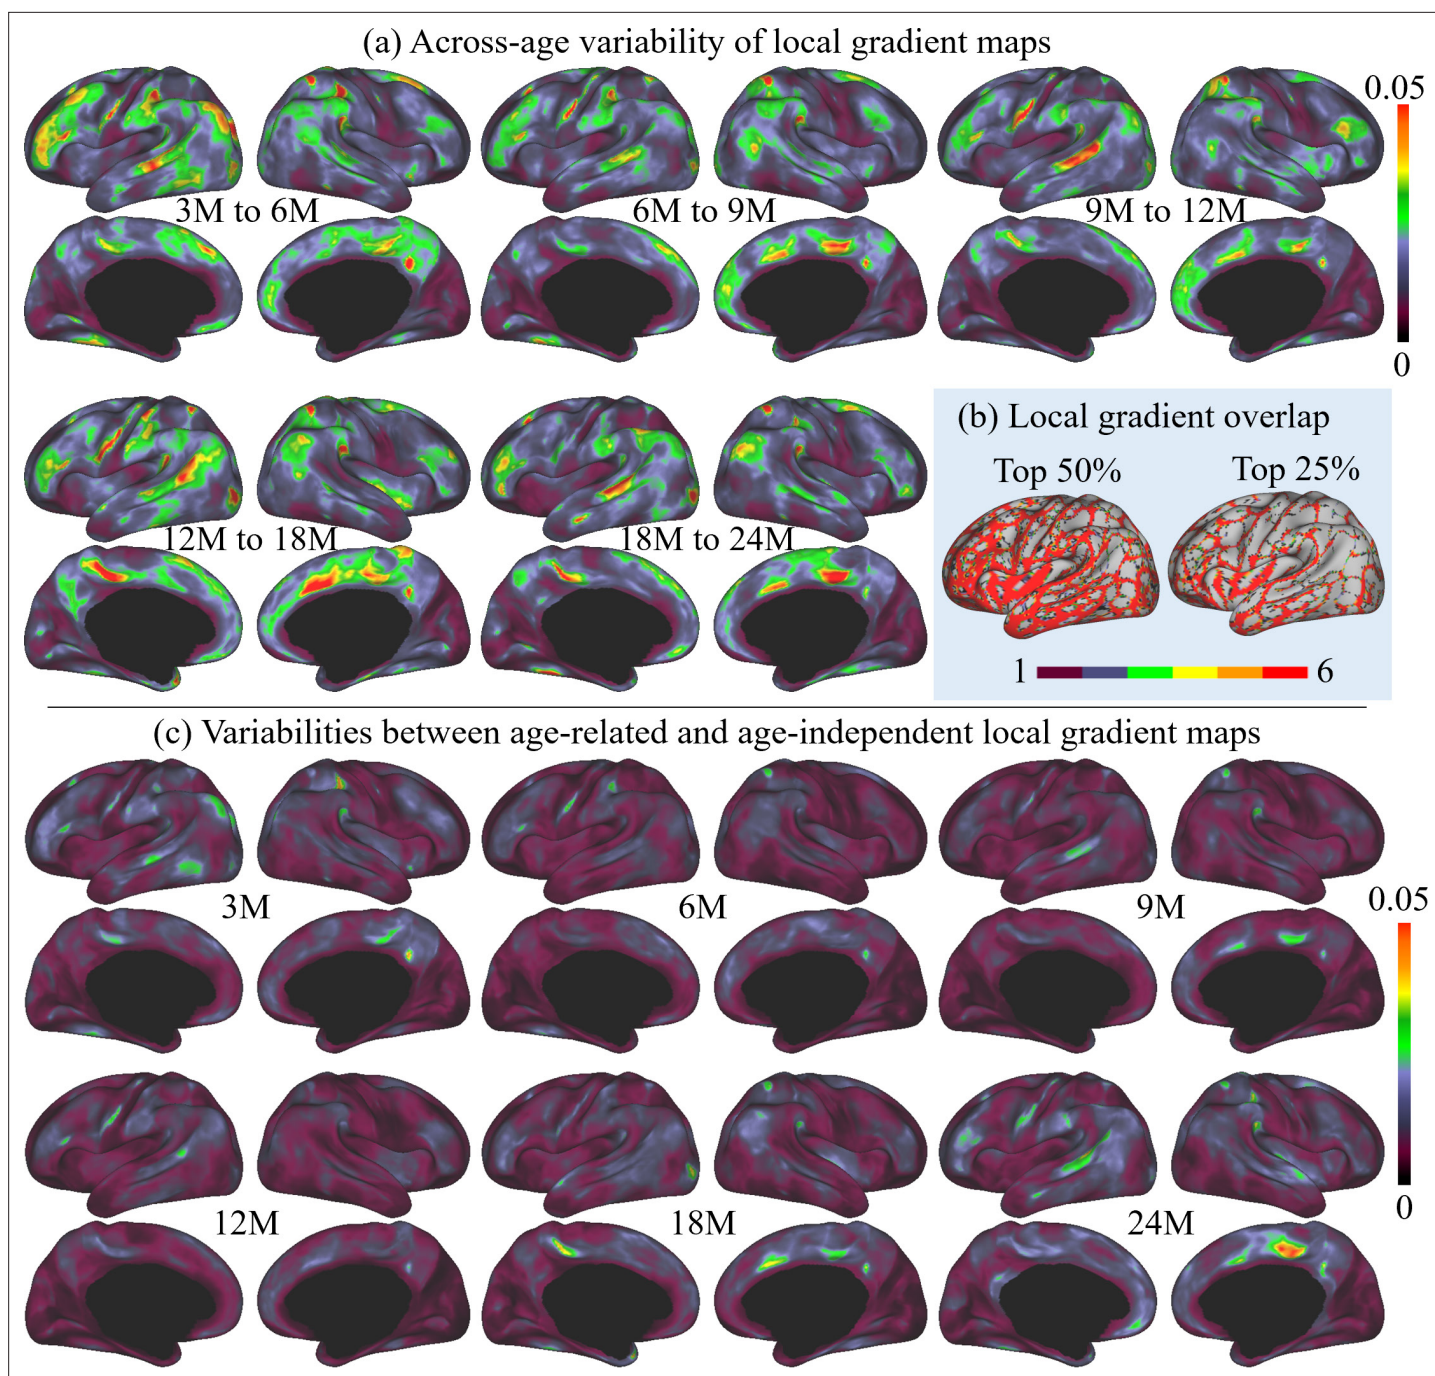 (a) Across-age variability of local gradient maps
0.05
3M to 6M
6M to 9M
9M to 12M
0
(b) Local gradient overlap
Top 50%
Top 25%
12M to 18M
18M to 24M
1
6
(c) Variabilities between age-related and age-independent local gradient maps
3M
6M
9M
0.05
12M
18M
24M
0